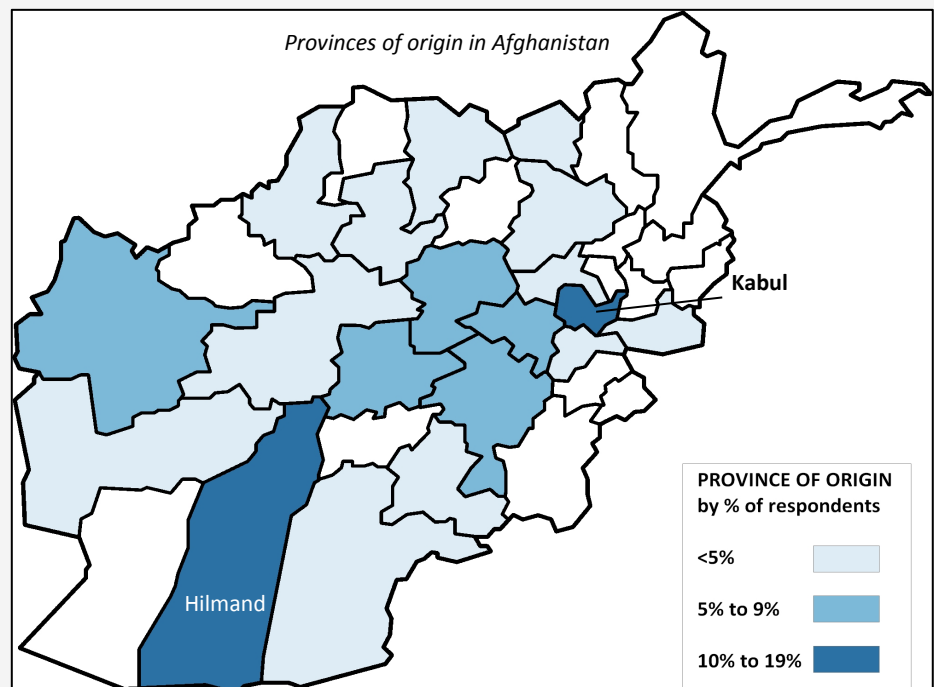 Provinces of origin in Afghanistan
Kabul
Hilmand
PROVINCE OF ORIGIN
by % of respondents
<5%
5% to 9%
10% to 19%